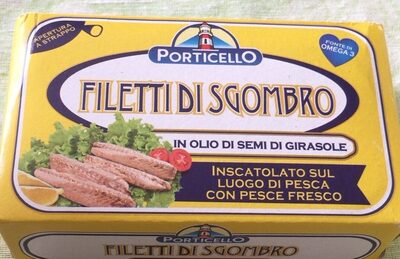 APERTURA
A STRAPPO
PORTICELLO
FONTE DI
OMEGA 3
FILETTI DI SGOMBRO
IN OLIO DI SEMI DI GIRASOLE
INSCATOLATO SUL
LUOGO DI PESCA
CON PESCE FRESCO
PORTICELLO
FILETTI DI SGOMBRO